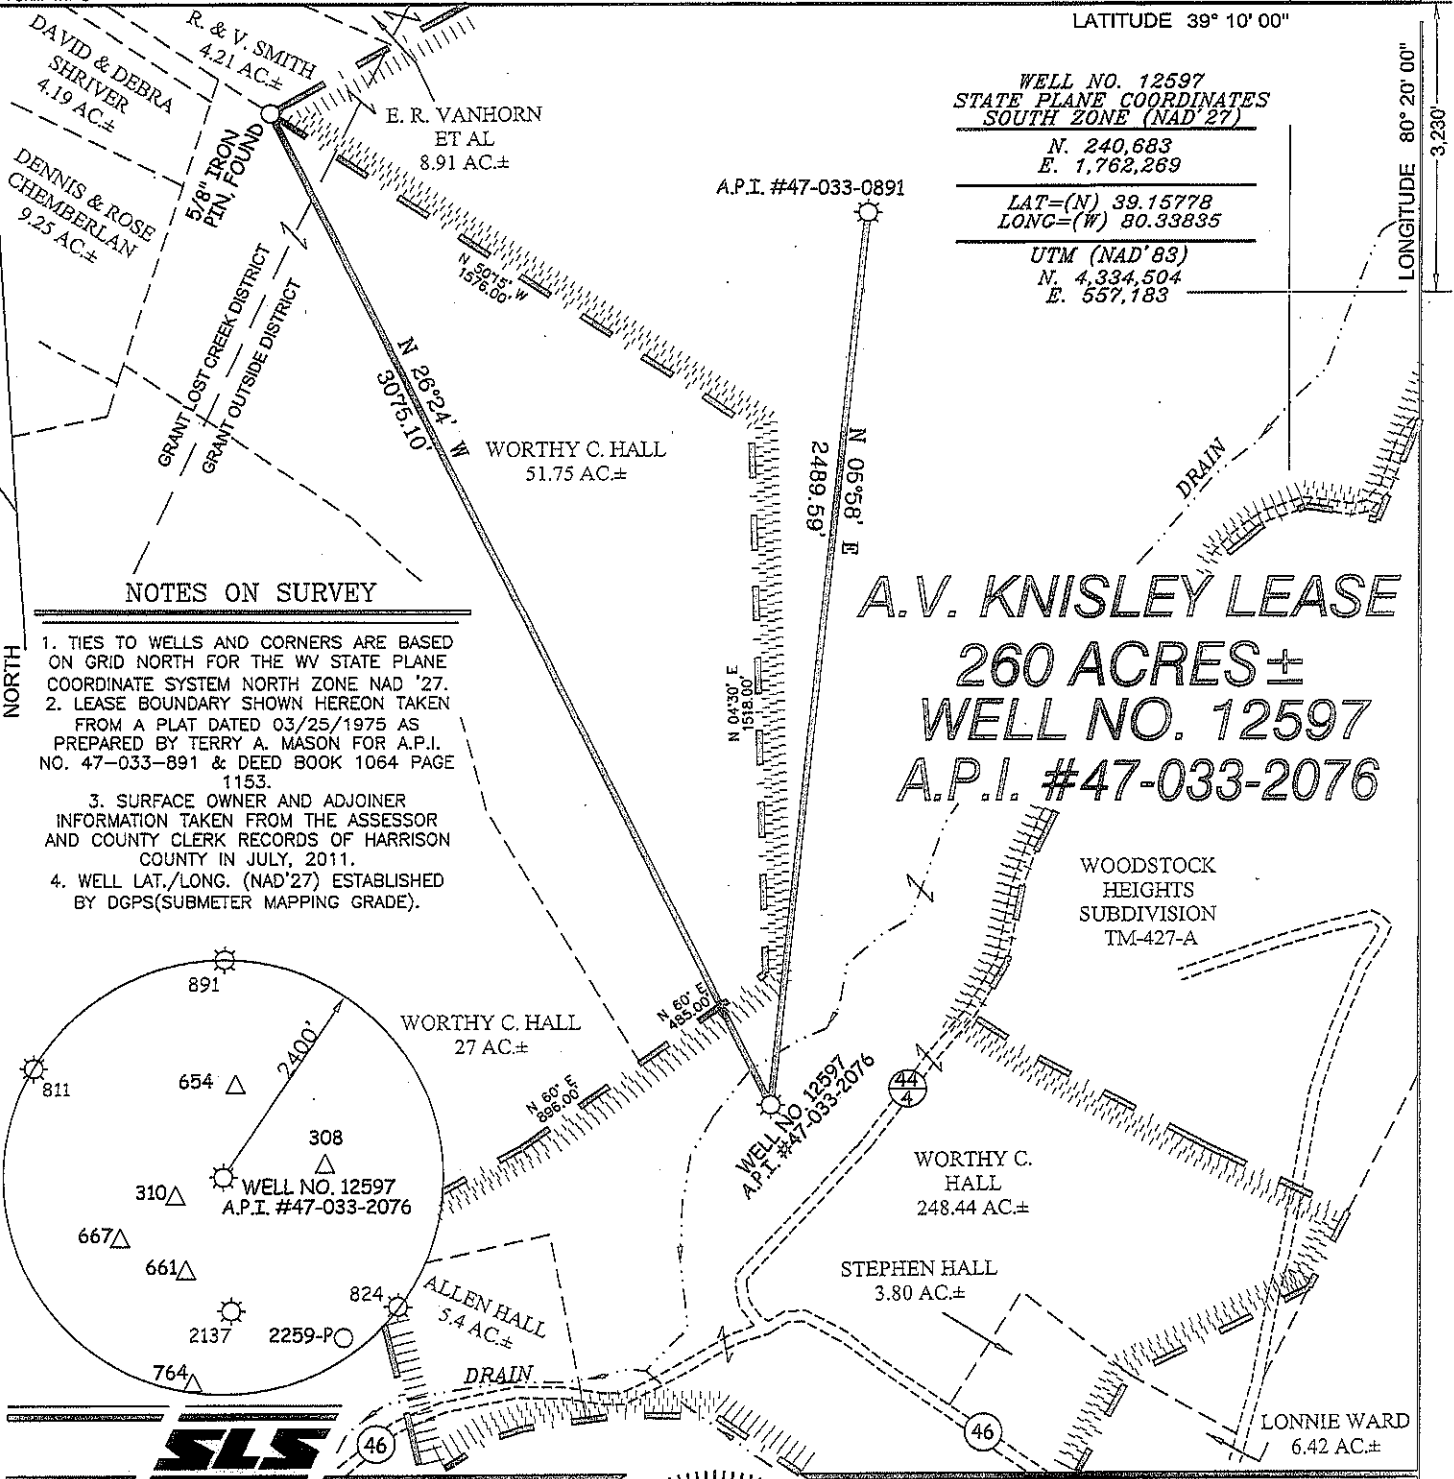 LATITUDE 39° 10' 00"
LONGITUDE 80° 20' 00"
3,230'
R. & V. SMITH
4.21 AC.±
DAVID & DEBRA
SHRIVER
4.19 AC.±
DENNIS & ROSE
CHEMBERLAN
9.25 AC.±
5/8" IRON
PIN, FOUND
E. R. VANHORN
ET AL
8.91 AC.±
A.P.I. #47-033-0891
WELL NO. 12597
STATE PLANE COORDINATES
SOUTH ZONE (NAD'27)
N. 240,683
E. 1,762,269
LAT=(N) 39.15778
LONG=(W) 80.33835
UTM (NAD'83)
N. 4,334,504
E. 557,183
N 50°15' W
1576.00'
GRANT LOST CREEK DISTRICT
GRANT OUTSIDE DISTRICT
N 26°24' W
3075.10'
WORTHY C. HALL
51.75 AC.±
N 05°58' E
2489.59'
DRAIN
NOTES ON SURVEY
1. TIES TO WELLS AND CORNERS ARE BASED
ON GRID NORTH FOR THE WV STATE PLANE
COORDINATE SYSTEM NORTH ZONE NAD '27.
2. LEASE BOUNDARY SHOWN HEREON TAKEN
FROM A PLAT DATED 03/25/1975 AS
PREPARED BY TERRY A. MASON FOR A.P.I.
NO. 47-033-891 & DEED BOOK 1064 PAGE
1153.
3. SURFACE OWNER AND ADJOINER
INFORMATION TAKEN FROM THE ASSESSOR
AND COUNTY CLERK RECORDS OF HARRISON
COUNTY IN JULY, 2011.
4. WELL LAT./LONG. (NAD'27) ESTABLISHED
BY DGPS(SUBMETER MAPPING GRADE).
NORTH
A.V. KNISLEY LEASE
260 ACRES±
WELL NO. 12597
A.P.I. #47-033-2076
N 04°30' E
1518.00'
WOODSTOCK
HEIGHTS
SUBDIVISION
TM-427-A
N 60° E
485.00'
WORTHY C. HALL
27 AC.±
N 60° E
896.00'
WELL NO. 12597
A.P.I. #47-033-2076
44
4
WORTHY C.
HALL
248.44 AC.±
STEPHEN HALL
3.80 AC.±
891
2400'
811
654
308
WELL NO. 12597
A.P.I. #47-033-2076
310
667
661
824
2137
2259-P
764
ALLEN HALL
5.4 AC.±
DRAIN
46
46
LONNIE WARD
6.42 AC.±
SLS